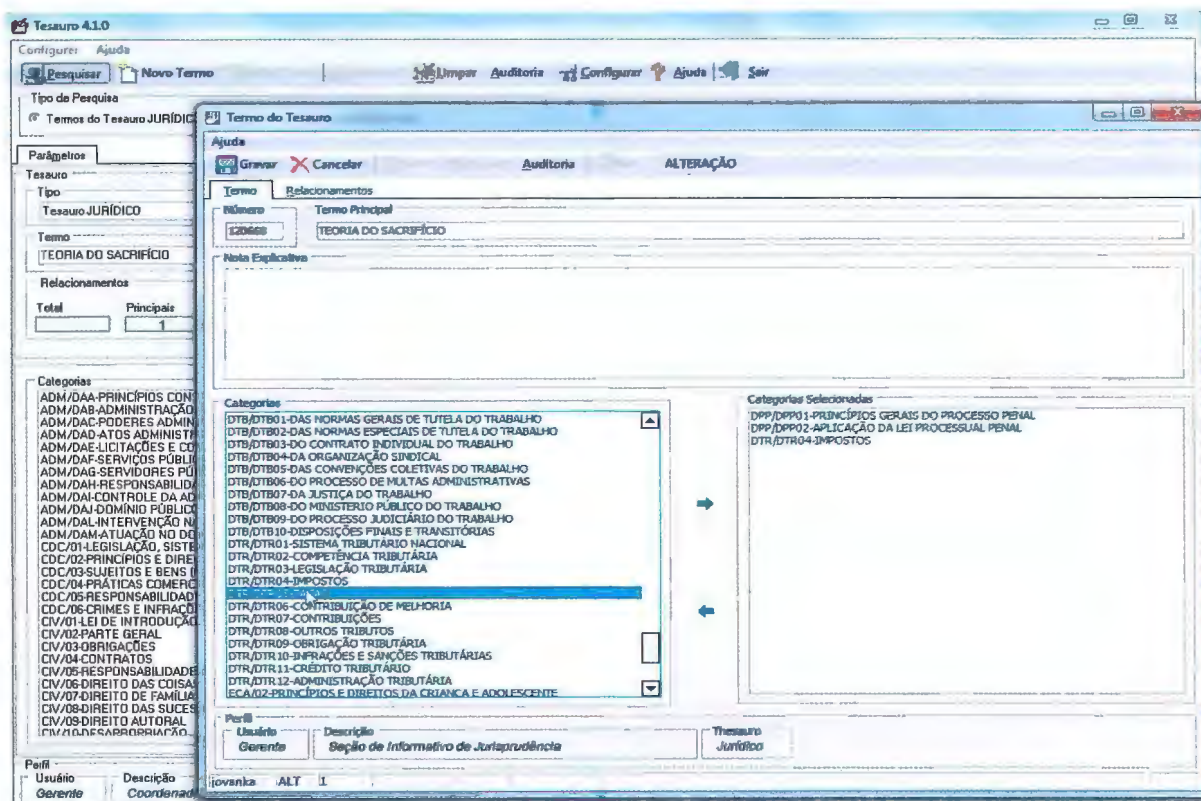 Tesauro 4.1.0
Configurar Ajuda
Pesquisar Novo Termo Limpar Auditoria Configurar Ajuda Sair
Tipo de Pesquisa
Termos do Tesauro JURÍDIC
Parâmetros
Tesauro
Tipo
Tesauro JURÍDICO
Termo
TEORIA DO SACRIFÍCIO
Relacionamentos
Total Principais
1
Categorias
ADM/DAA-PRINCÍPIOS CONS
ADM/DAB-ADMINISTRAÇÃO
ADM/DAC-PODERES ADMIN
ADM/DAD-ATOS ADMINISTR
ADM/DAE-LICITAÇÕES E CO
ADM/DAF-SERVIÇOS PÚBLI
ADM/DAG-SERVIDORES PÚ
ADM/DAH-RESPONSABILIDA
ADM/DAI-CONTROLE DA AD
ADM/DAJ-DOMÍNIO PÚBLIC
ADM/DAL-INTERVENÇÃO N
ADM/DAM-ATUAÇÃO NO DO
CDC/01-LEGISLAÇÃO, SISTE
CDC/02-PRINCÍPIOS E DIRE
CDC/03-SUJEITOS E BENS
CDC/04-PRÁTICAS COMERC
CDC/05-RESPONSABILIDAD
CDC/06-CRIMES E INFRAÇÕ
CIV/01-LEI DE INTRODUÇÃO
CIV/02-PARTE GERAL
CIV/03-OBRIGAÇÕES
CIV/04-CONTRATOS
CIV/05-RESPONSABILIDADE
CIV/06-DIREITO DAS COISA
CIV/07-DIREITO DE FAMÍLIA
CIV/08-DIREITO DAS SUCES
CIV/09-DIREITO AUTORAL
CIV/10-DESAPROPRIAÇÃO
Perfil
Usuário Descrição
Gerente Coordenad
Termo do Tesauro
Ajuda
Gravar Cancelar Auditoria ALTERAÇÃO
Termo Relacionamentos
Número Termo Principal
120668 TEORIA DO SACRIFÍCIO
Nota Explicativa
Categorias
DTB/DTB01-DAS NORMAS GERAIS DE TUTELA DO TRABALHO
DTB/DTB02-DAS NORMAS ESPECIAIS DE TUTELA DO TRABALHO
DTB/DTB03-DO CONTRATO INDIVIDUAL DO TRABALHO
DTB/DTB04-DA ORGANIZAÇÃO SINDICAL
DTB/DTB05-DAS CONVENÇÕES COLETIVAS DO TRABALHO
DTB/DTB06-DO PROCESSO DE MULTAS ADMINISTRATIVAS
DTB/DTB07-DA JUSTIÇA DO TRABALHO
DTB/DTB08-DO MINISTERIO PÚBLICO DO TRABALHO
DTB/DTB09-DO PROCESSO JUDICIÁRIO DO TRABALHO
DTB/DTB10-DISPOSIÇÕES FINAIS E TRANSITÓRIAS
DTR/DTR01-SISTEMA TRIBUTÁRIO NACIONAL
DTR/DTR02-COMPETÊNCIA TRIBUTÁRIA
DTR/DTR03-LEGISLAÇÃO TRIBUTÁRIA
DTR/DTR04-IMPOSTOS
DTR/DTR06-CONTRIBUIÇÃO DE MELHORIA
DTR/DTR07-CONTRIBUIÇÕES
DTR/DTR08-OUTROS TRIBUTOS
DTR/DTR09-OBRIGAÇÃO TRIBUTÁRIA
DTR/DTR10-INFRAÇÕES E SANÇÕES TRIBUTÁRIAS
DTR/DTR11-CRÉDITO TRIBUTÁRIO
DTR/DTR12-ADMINISTRAÇÃO TRIBUTÁRIA
ECA/02-PRINCÍPIOS E DIREITOS DA CRIANCA E ADOLESCENTE
Categorias Selecionadas
DPP/DPP01-PRINCÍPIOS GERAIS DO PROCESSO PENAL
DPP/DPP02-APLICAÇÃO DA LEI PROCESSUAL PENAL
DTR/DTR04-IMPOSTOS
Perfil
Usuário Descrição Thesauro
Gerente Seção de Informativo de Jurisprudência Jurídico
jovanka ALT 1